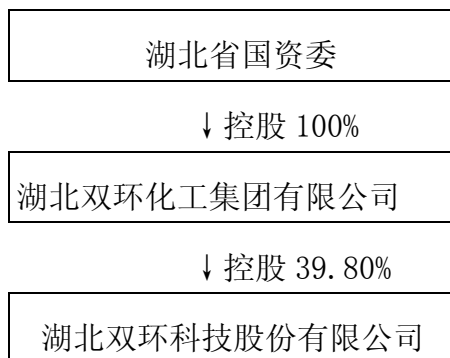 湖北省国资委
↓控股 100%
湖北双环化工集团有限公司
↓控股 39.80%
湖北双环科技股份有限公司